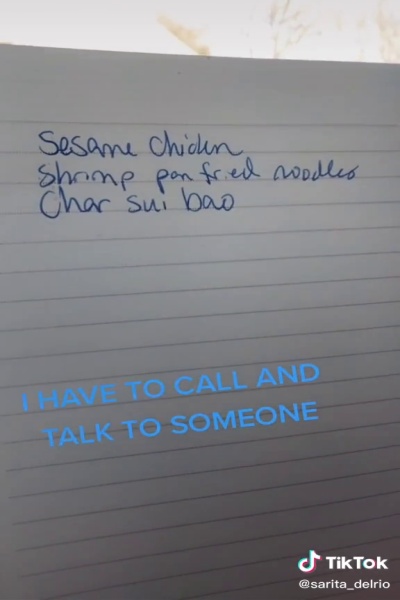 Sesame Chicken
Shrimp pan fried noodles
Char sui bao
I HAVE TO CALL AND
TALK TO SOMEONE
TikTok
@sarita_delrio